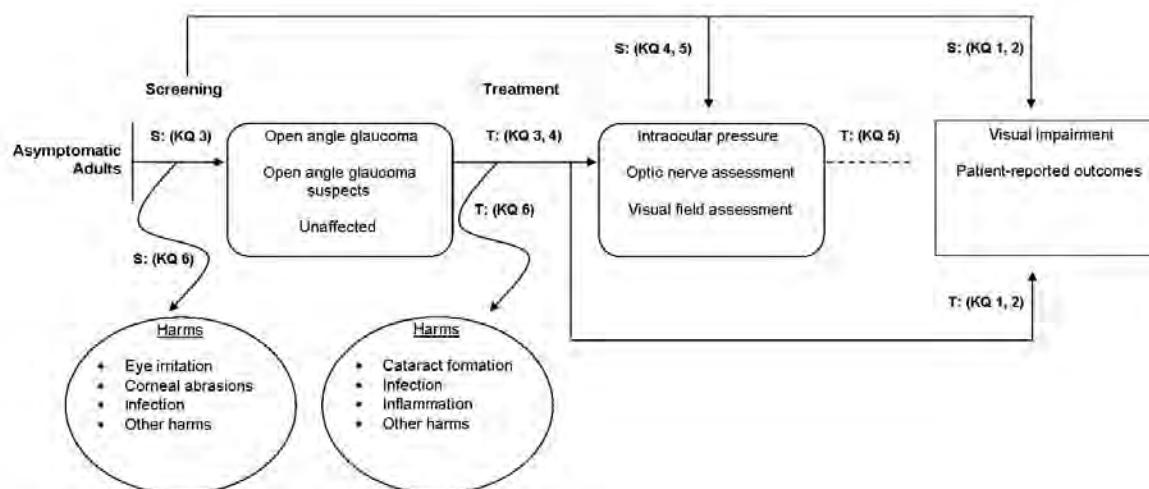 S: (KQ 4, 5)
S: (KQ 1, 2)
Screening
Treatment
Asymptomatic
Adults
S: (KQ 3)
Open angle glaucoma
Open angle glaucoma
suspects
Unaffected
T: (KQ 3, 4)
Intraocular pressure
Optic nerve assessment
Visual field assessment
T: (KQ 5)
Visual Impairment
Patient-reported outcomes
S: (KQ 6)
T: (KQ 6)
T: (KQ 1, 2)
Harms
• Eye irritation
• Corneal abrasions
• Infection
• Other harms
Harms
• Cataract formation
• Infection
• Inflammation
• Other harms